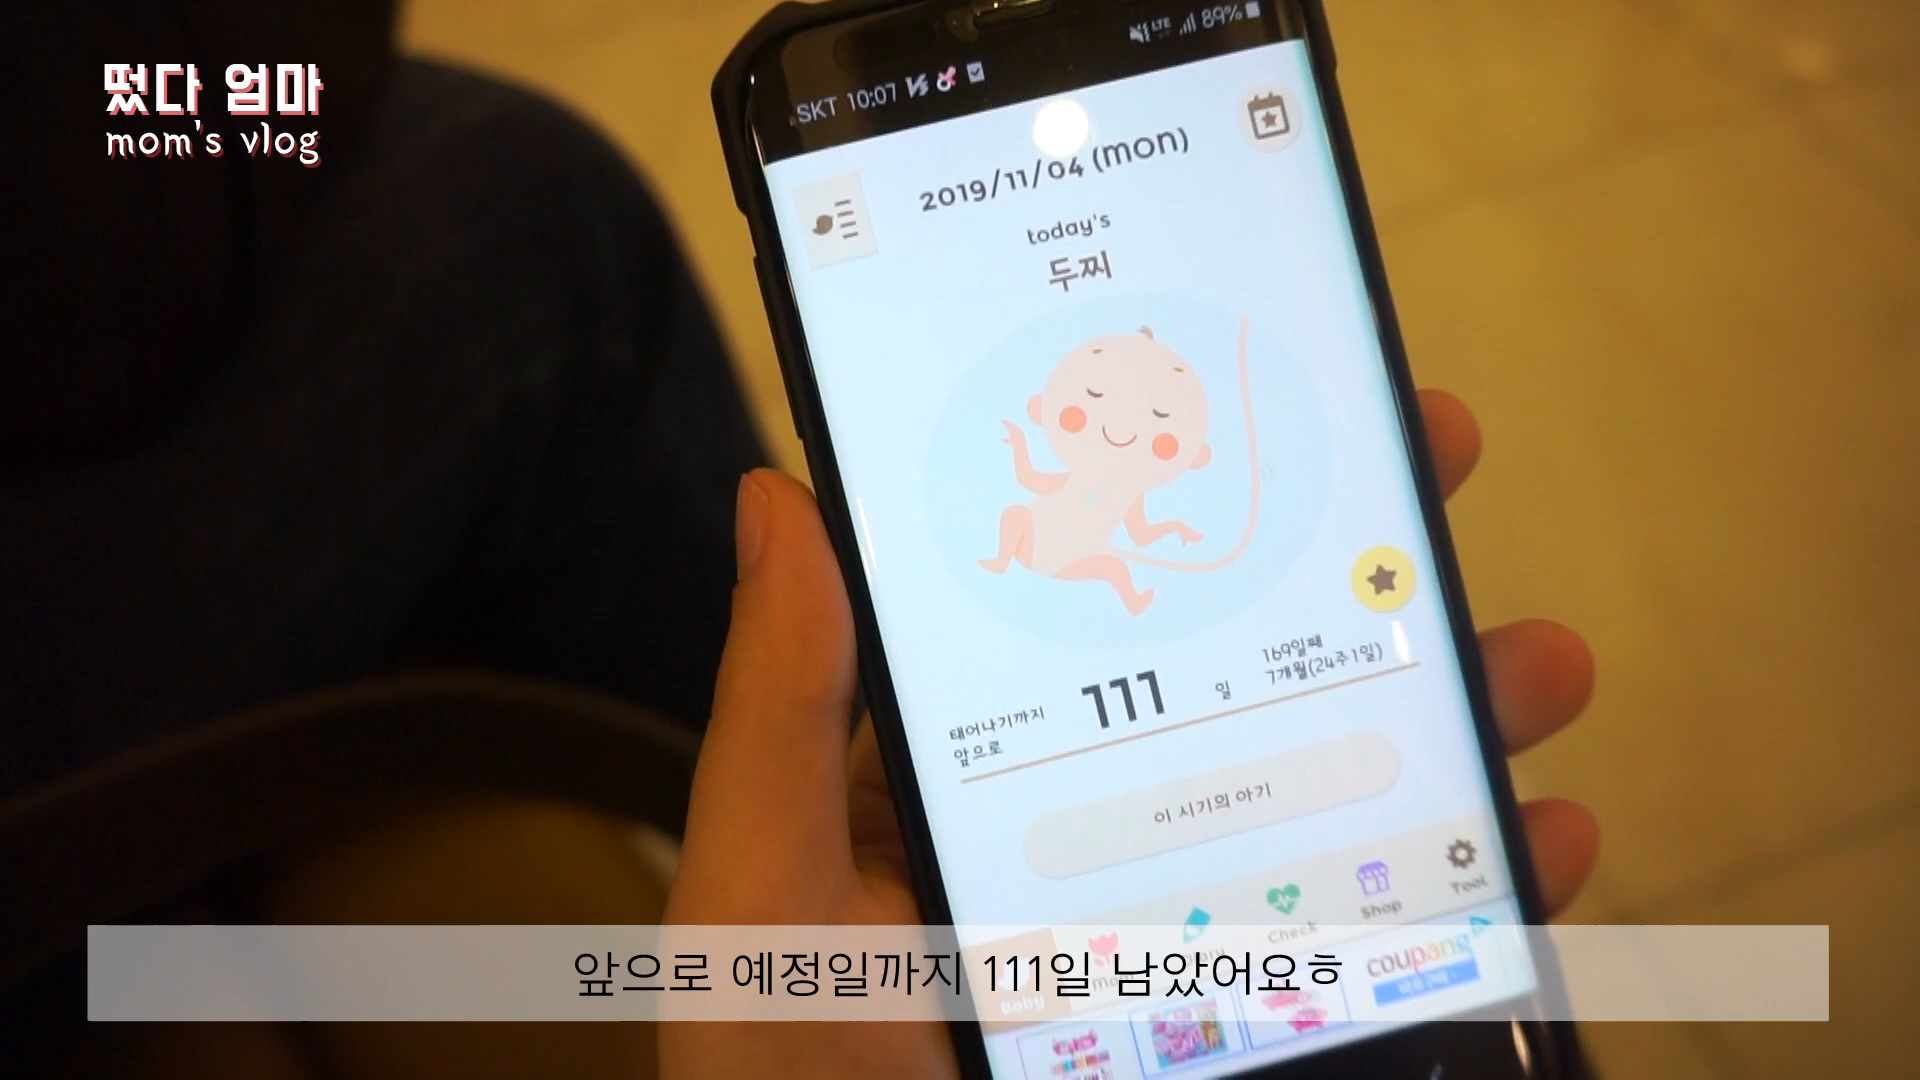 떴다 엄마
mom's vlog
SKT 10:07
LTE 89%
2019/11/04 (mon)
today's
두찌
태어나기까지
앞으로
111 일
169일째
7개월(24주1일)
이 시기의 아기
Baby
Check
Shop
Tool
coupang
앞으로 예정일까지 111일 남았어요ㅎ